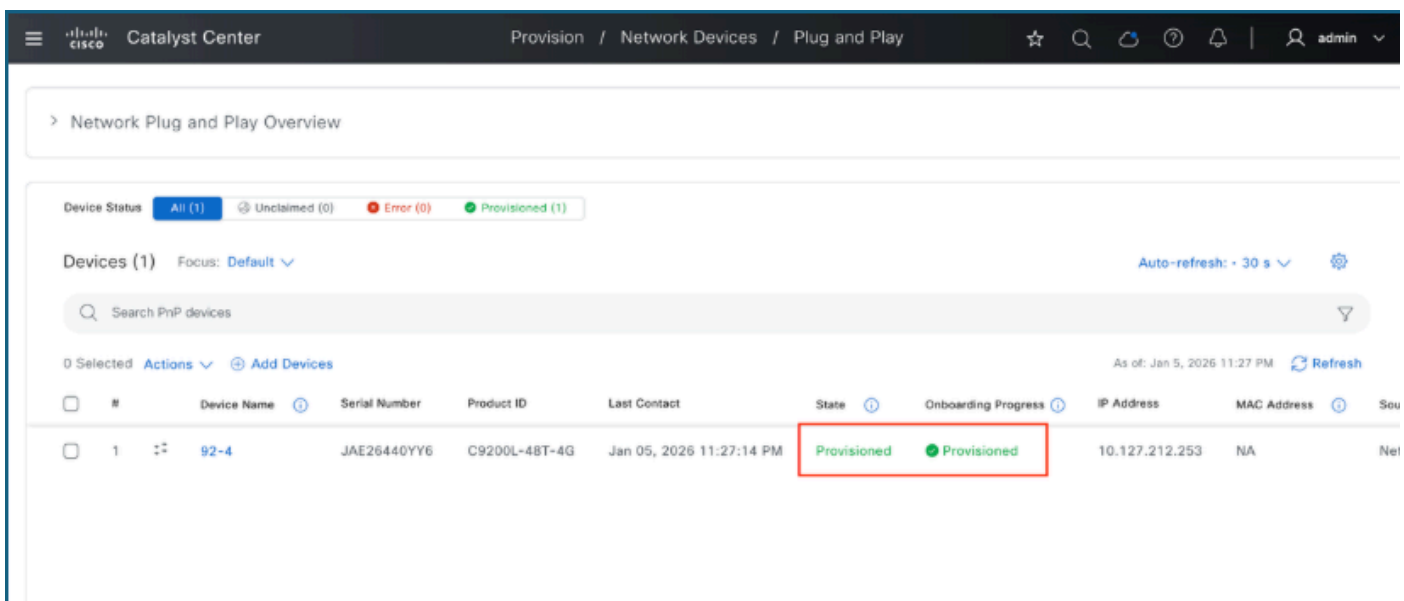 cisco Catalyst Center Provision / Network Devices / Plug and Play admin
Network Plug and Play Overview
Device Status All (1) Unclaimed (0) Error (0) Provisioned (1)
Devices (1) Focus: Default Auto-refresh: • 30 s
Search PnP devices
0 Selected Actions Add Devices As of: Jan 5, 2026 11:27 PM Refresh
# Device Name Serial Number Product ID Last Contact State Onboarding Progress IP Address MAC Address Sou
1 92-4 JAE26440YY6 C9200L-48T-4G Jan 05, 2026 11:27:14 PM Provisioned Provisioned 10.127.212.253 NA Net